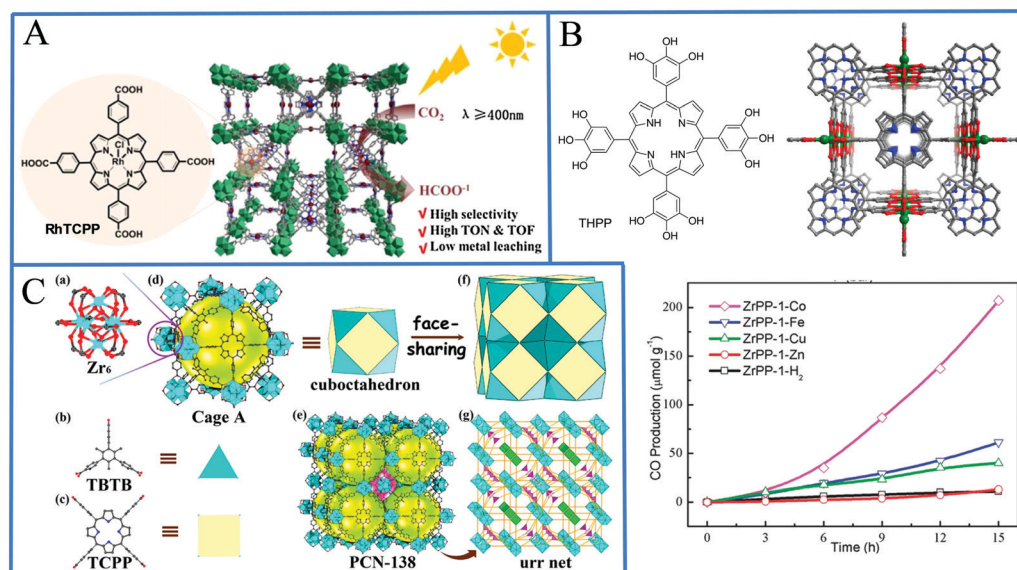 A
COOH
Cl
N
N
Rh
N
N
HOOC
COOH
COOH
RhTCPP
CO2
λ ≥400nm
HCOO-1
√ High selectivity
√ High TON & TOF
√ Low metal leaching
B
OH
HO
OH
HO
OH
HO
NH
N
OH
N
HN
HO
OH
HO
OH
OH
THPP
C
(a)
Zr6
(d)
Cage A
cuboctahedron
face-
sharing
(f)
(b)
TBTB
(c)
TCPP
(e)
PCN-138
(g)
urr net
CO Production (μmol g-1)
200
150
100
50
0
ZrPP-1-Co
ZrPP-1-Fe
ZrPP-1-Cu
ZrPP-1-Zn
ZrPP-1-H2
0 3 6 9 12 15
Time (h)